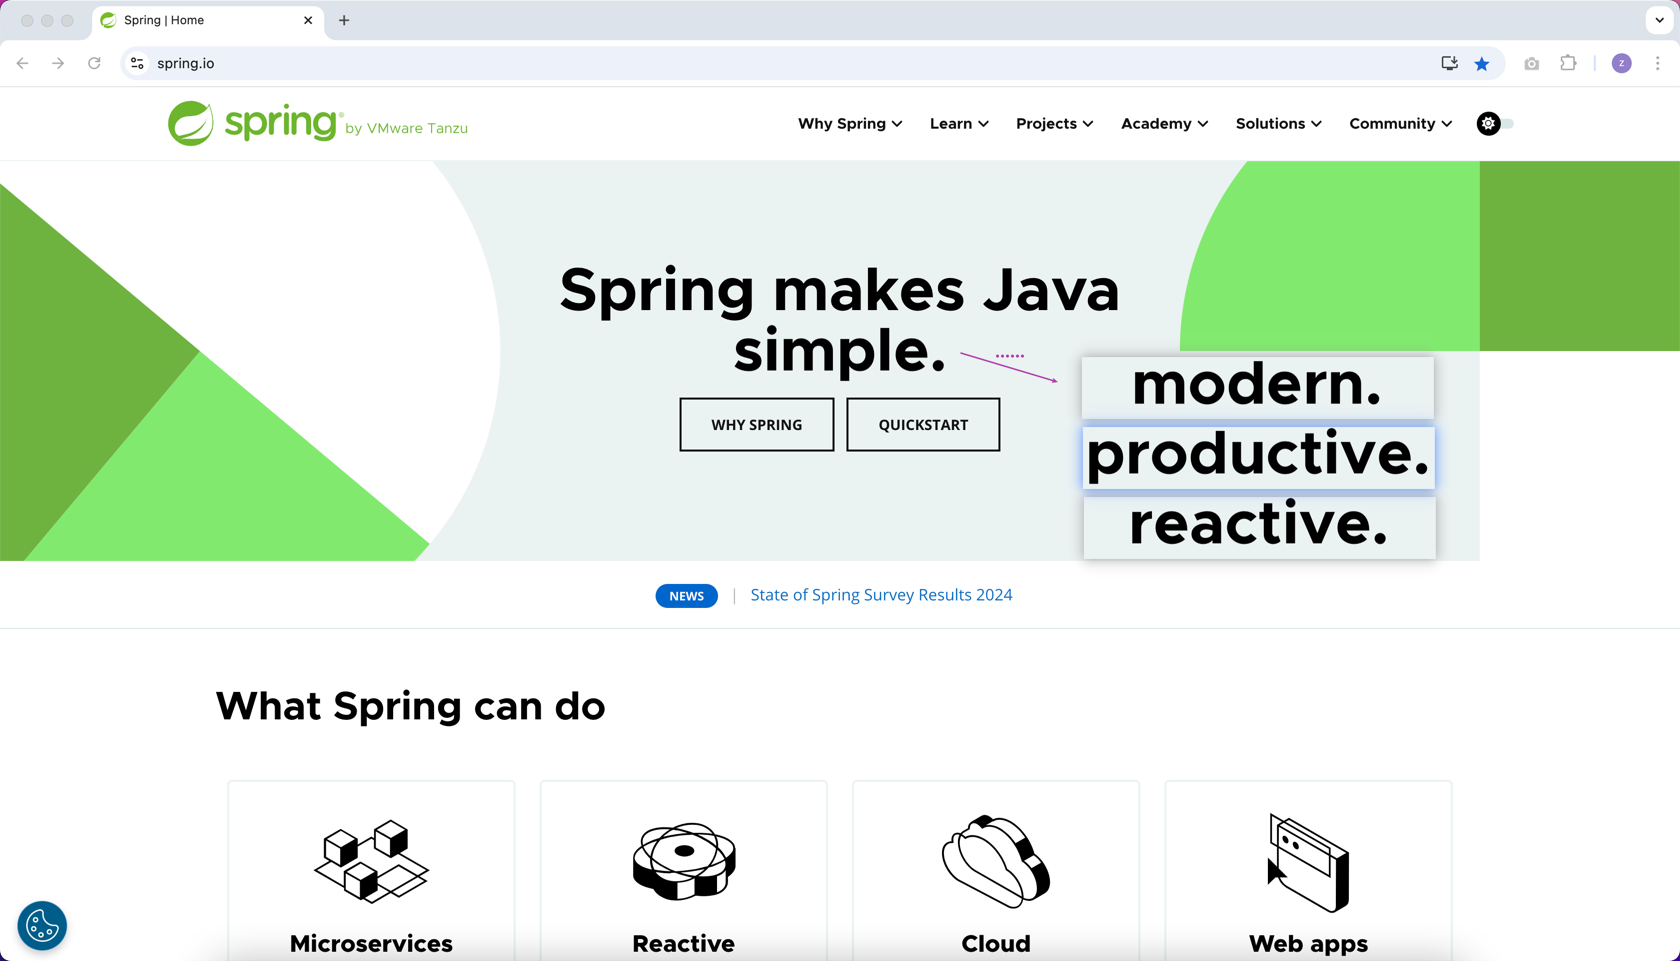 Spring | Home
spring.io
z
spring® by VMware Tanzu
Why Spring Learn Projects Academy Solutions Community
Spring makes Java
simple.
modern.
productive.
reactive.
WHY SPRING QUICKSTART
NEWS | State of Spring Survey Results 2024
What Spring can do
Microservices Reactive Cloud Web apps